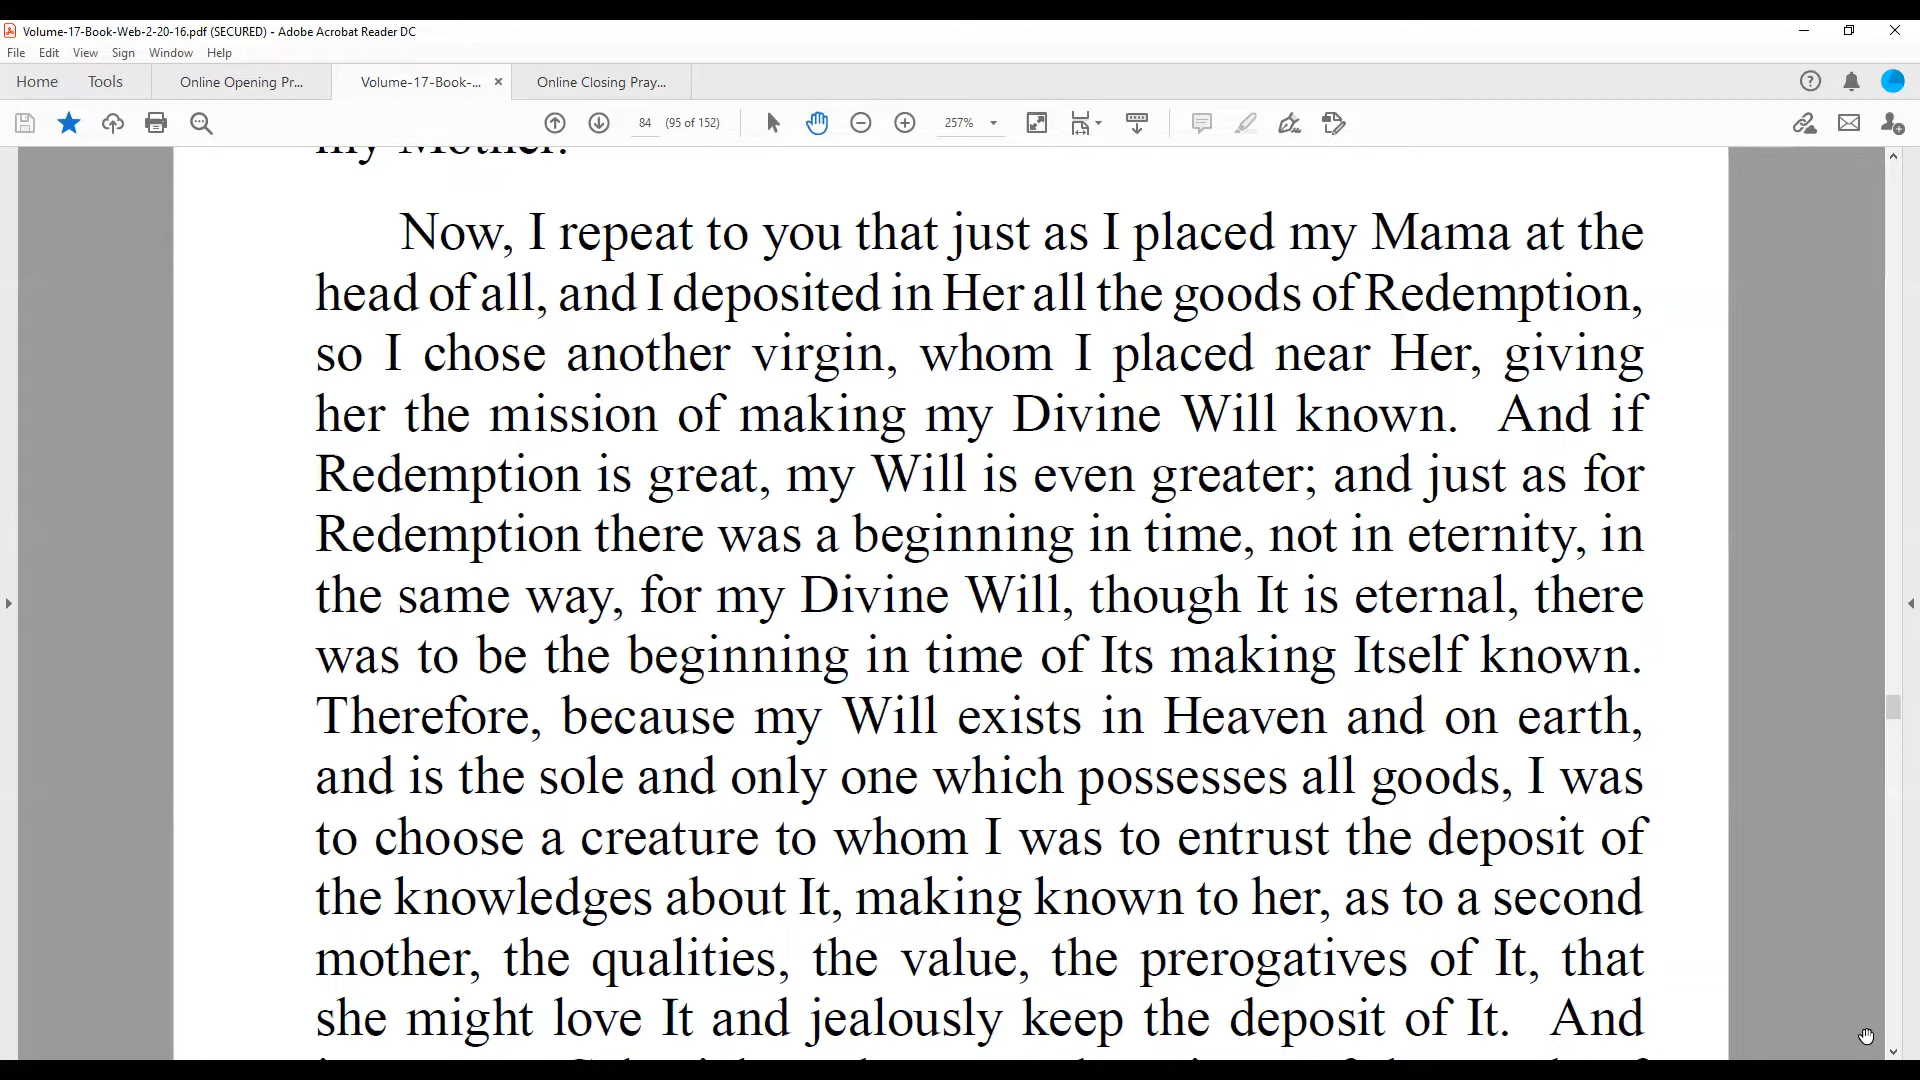 Volume-17-Book-Web-2-20-16.pdf (SECURED) - Adobe Acrobat Reader DC
File Edit View Sign Window Help
Home Tools Online Opening Pr... Volume-17-Book-... × Online Closing Pray...
84 (95 of 152) 257%
my Mother.
Now, I repeat to you that just as I placed my Mama at the
head of all, and I deposited in Her all the goods of Redemption,
so I chose another virgin, whom I placed near Her, giving
her the mission of making my Divine Will known. And if
Redemption is great, my Will is even greater; and just as for
Redemption there was a beginning in time, not in eternity, in
the same way, for my Divine Will, though It is eternal, there
was to be the beginning in time of Its making Itself known.
Therefore, because my Will exists in Heaven and on earth,
and is the sole and only one which possesses all goods, I was
to choose a creature to whom I was to entrust the deposit of
the knowledges about It, making known to her, as to a second
mother, the qualities, the value, the prerogatives of It, that
she might love It and jealously keep the deposit of It. And